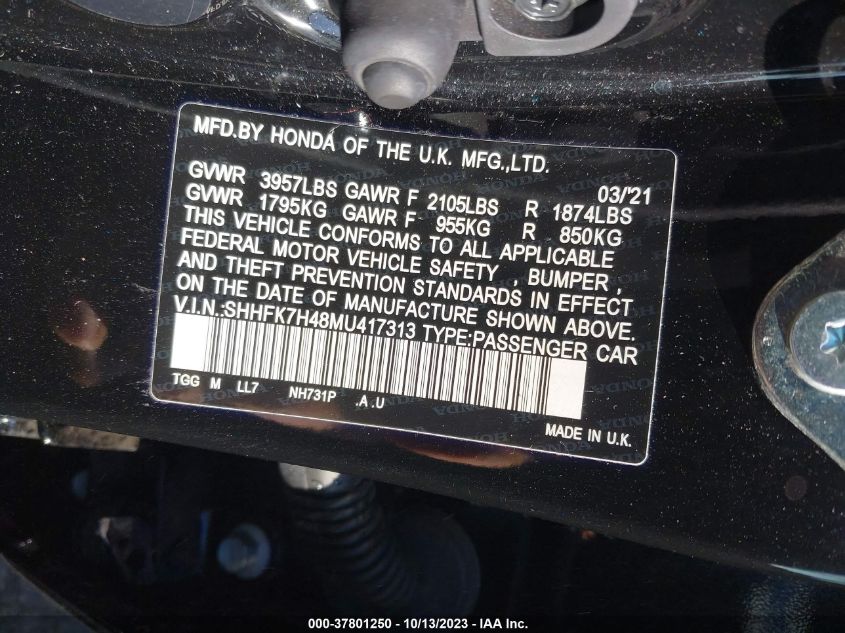 MFD.BY HONDA OF THE U.K. MFG.,LTD.
03/'21
GVWR 3957LBS GAWR F 2105LBS R 1874LBS
GVWR 1795KG GAWR F 955KG R 850KG
THIS VEHICLE CONFORMS TO ALL APPLICABLE
FEDERAL MOTOR VEHICLE SAFETY , BUMPER ,
AND THEFT PREVENTION STANDARDS IN EFFECT
ON THE DATE OF MANUFACTURE SHOWN ABOVE.
V.I.N.:SHHFK7H48MU417313 TYPE:PASSENGER CAR
TGG M LL7 NH731P .A .U
MADE IN U.K.
000-37801250 - 10/13/2023 - IAA Inc.